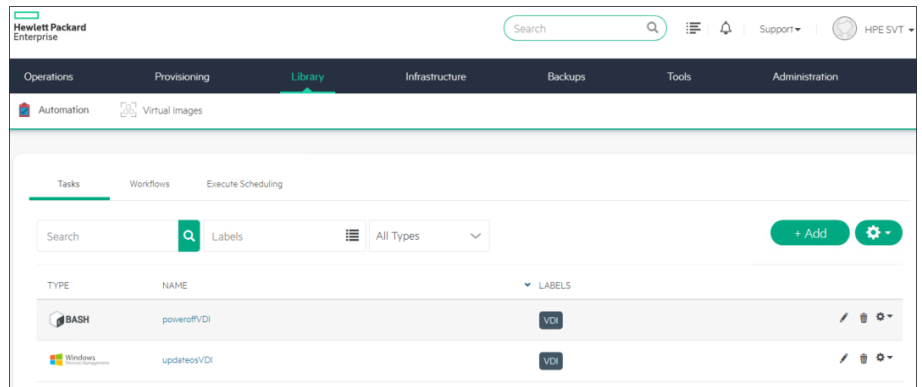 Hewlett Packard
Enterprise
Search
Support
HPE SVT
Operations Provisioning Library Infrastructure Backups Tools Administration
Automation Virtual Images
Tasks Workflows Execute Scheduling
Search Labels All Types + Add
TYPE NAME LABELS
BASH poweroffVDI VDI
Windows updateosVDI VDI